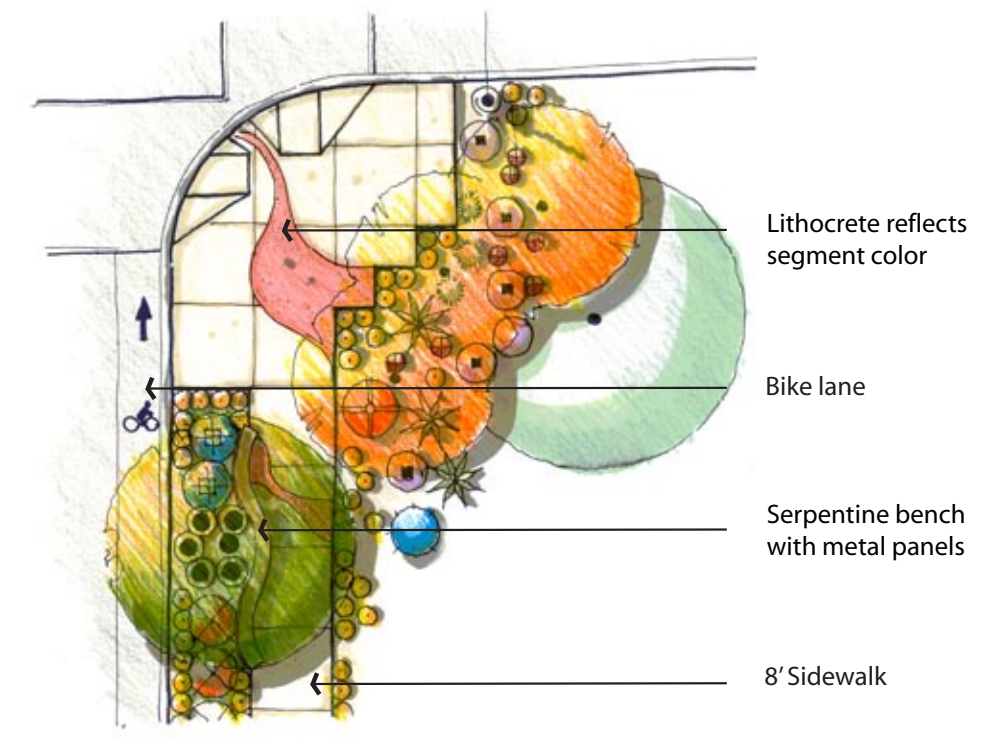 Lithocrete reflects
segment color
Bike lane
Serpentine bench
with metal panels
8’ Sidewalk